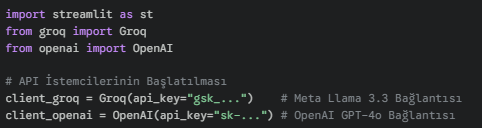 import streamlit as st
from groq import Groq
from openai import OpenAI
# API İstemcilerinin Başlatılması
client_groq = Groq(api_key="gsk_...") # Meta Llama 3.3 Bağlantısı
client_openai = OpenAI(api_key="sk-...") # OpenAI GPT-4o Bağlantısı